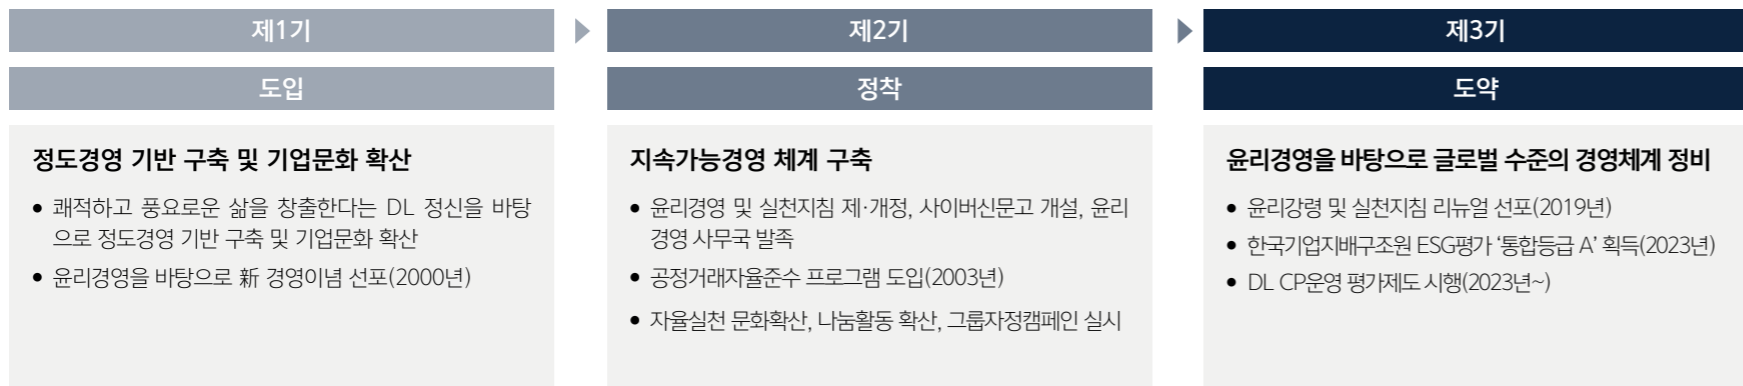 제1기
도입
정도경영 기반 구축 및 기업문화 확산
• 쾌적하고 풍요로운 삶을 창출한다는 DL 정신을 바탕
으로 정도경영 기반 구축 및 기업문화 확산
• 윤리경영을 바탕으로 新 경영이념 선포(2000년)
제2기
정착
지속가능경영 체계 구축
• 윤리경영 및 실천지침 제·개정, 사이버신문고 개설, 윤리
경영 사무국 발족
• 공정거래자율준수 프로그램 도입(2003년)
• 자율실천 문화확산, 나눔활동 확산, 그룹자정캠페인 실시
제3기
도약
윤리경영을 바탕으로 글로벌 수준의 경영체계 정비
• 윤리강령 및 실천지침 리뉴얼 선포(2019년)
• 한국기업지배구조원 ESG평가 ‘통합등급 A’ 획득(2023년)
• DL CP운영 평가제도 시행(2023년~)